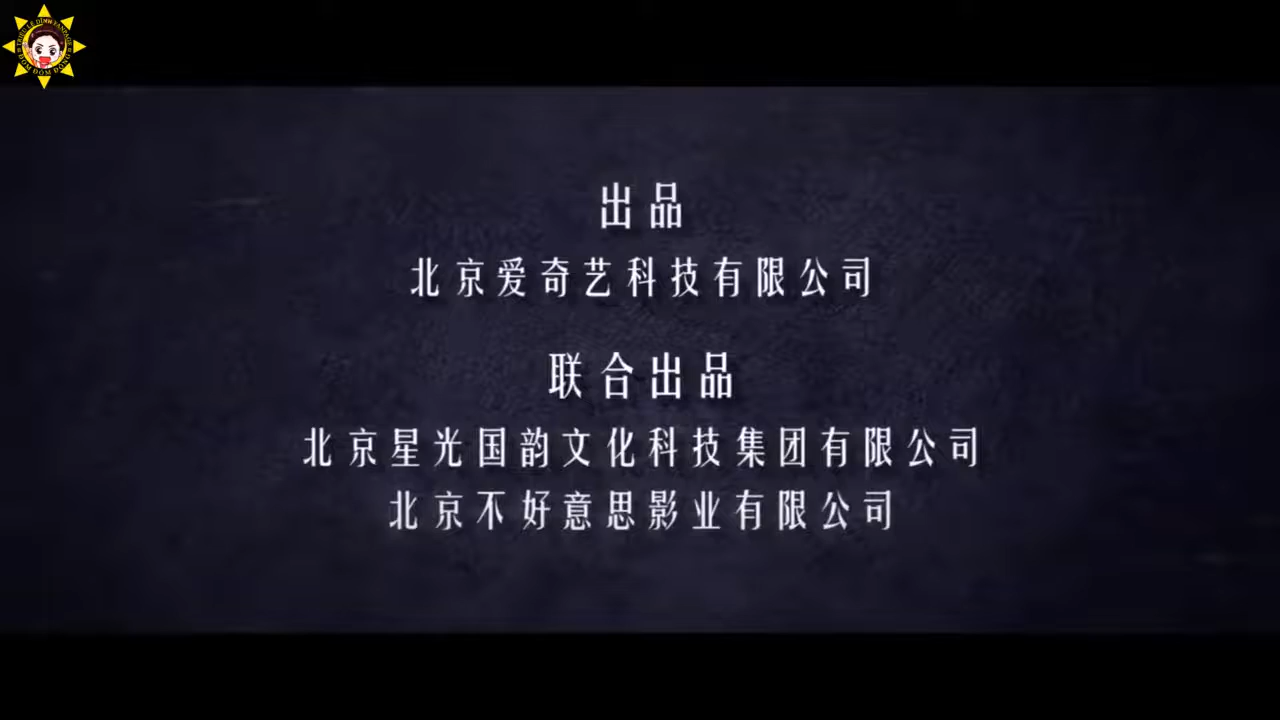 出品
北京爱奇艺科技有限公司
联合出品
北京星光国韵文化科技集团有限公司
北京不好意思影业有限公司